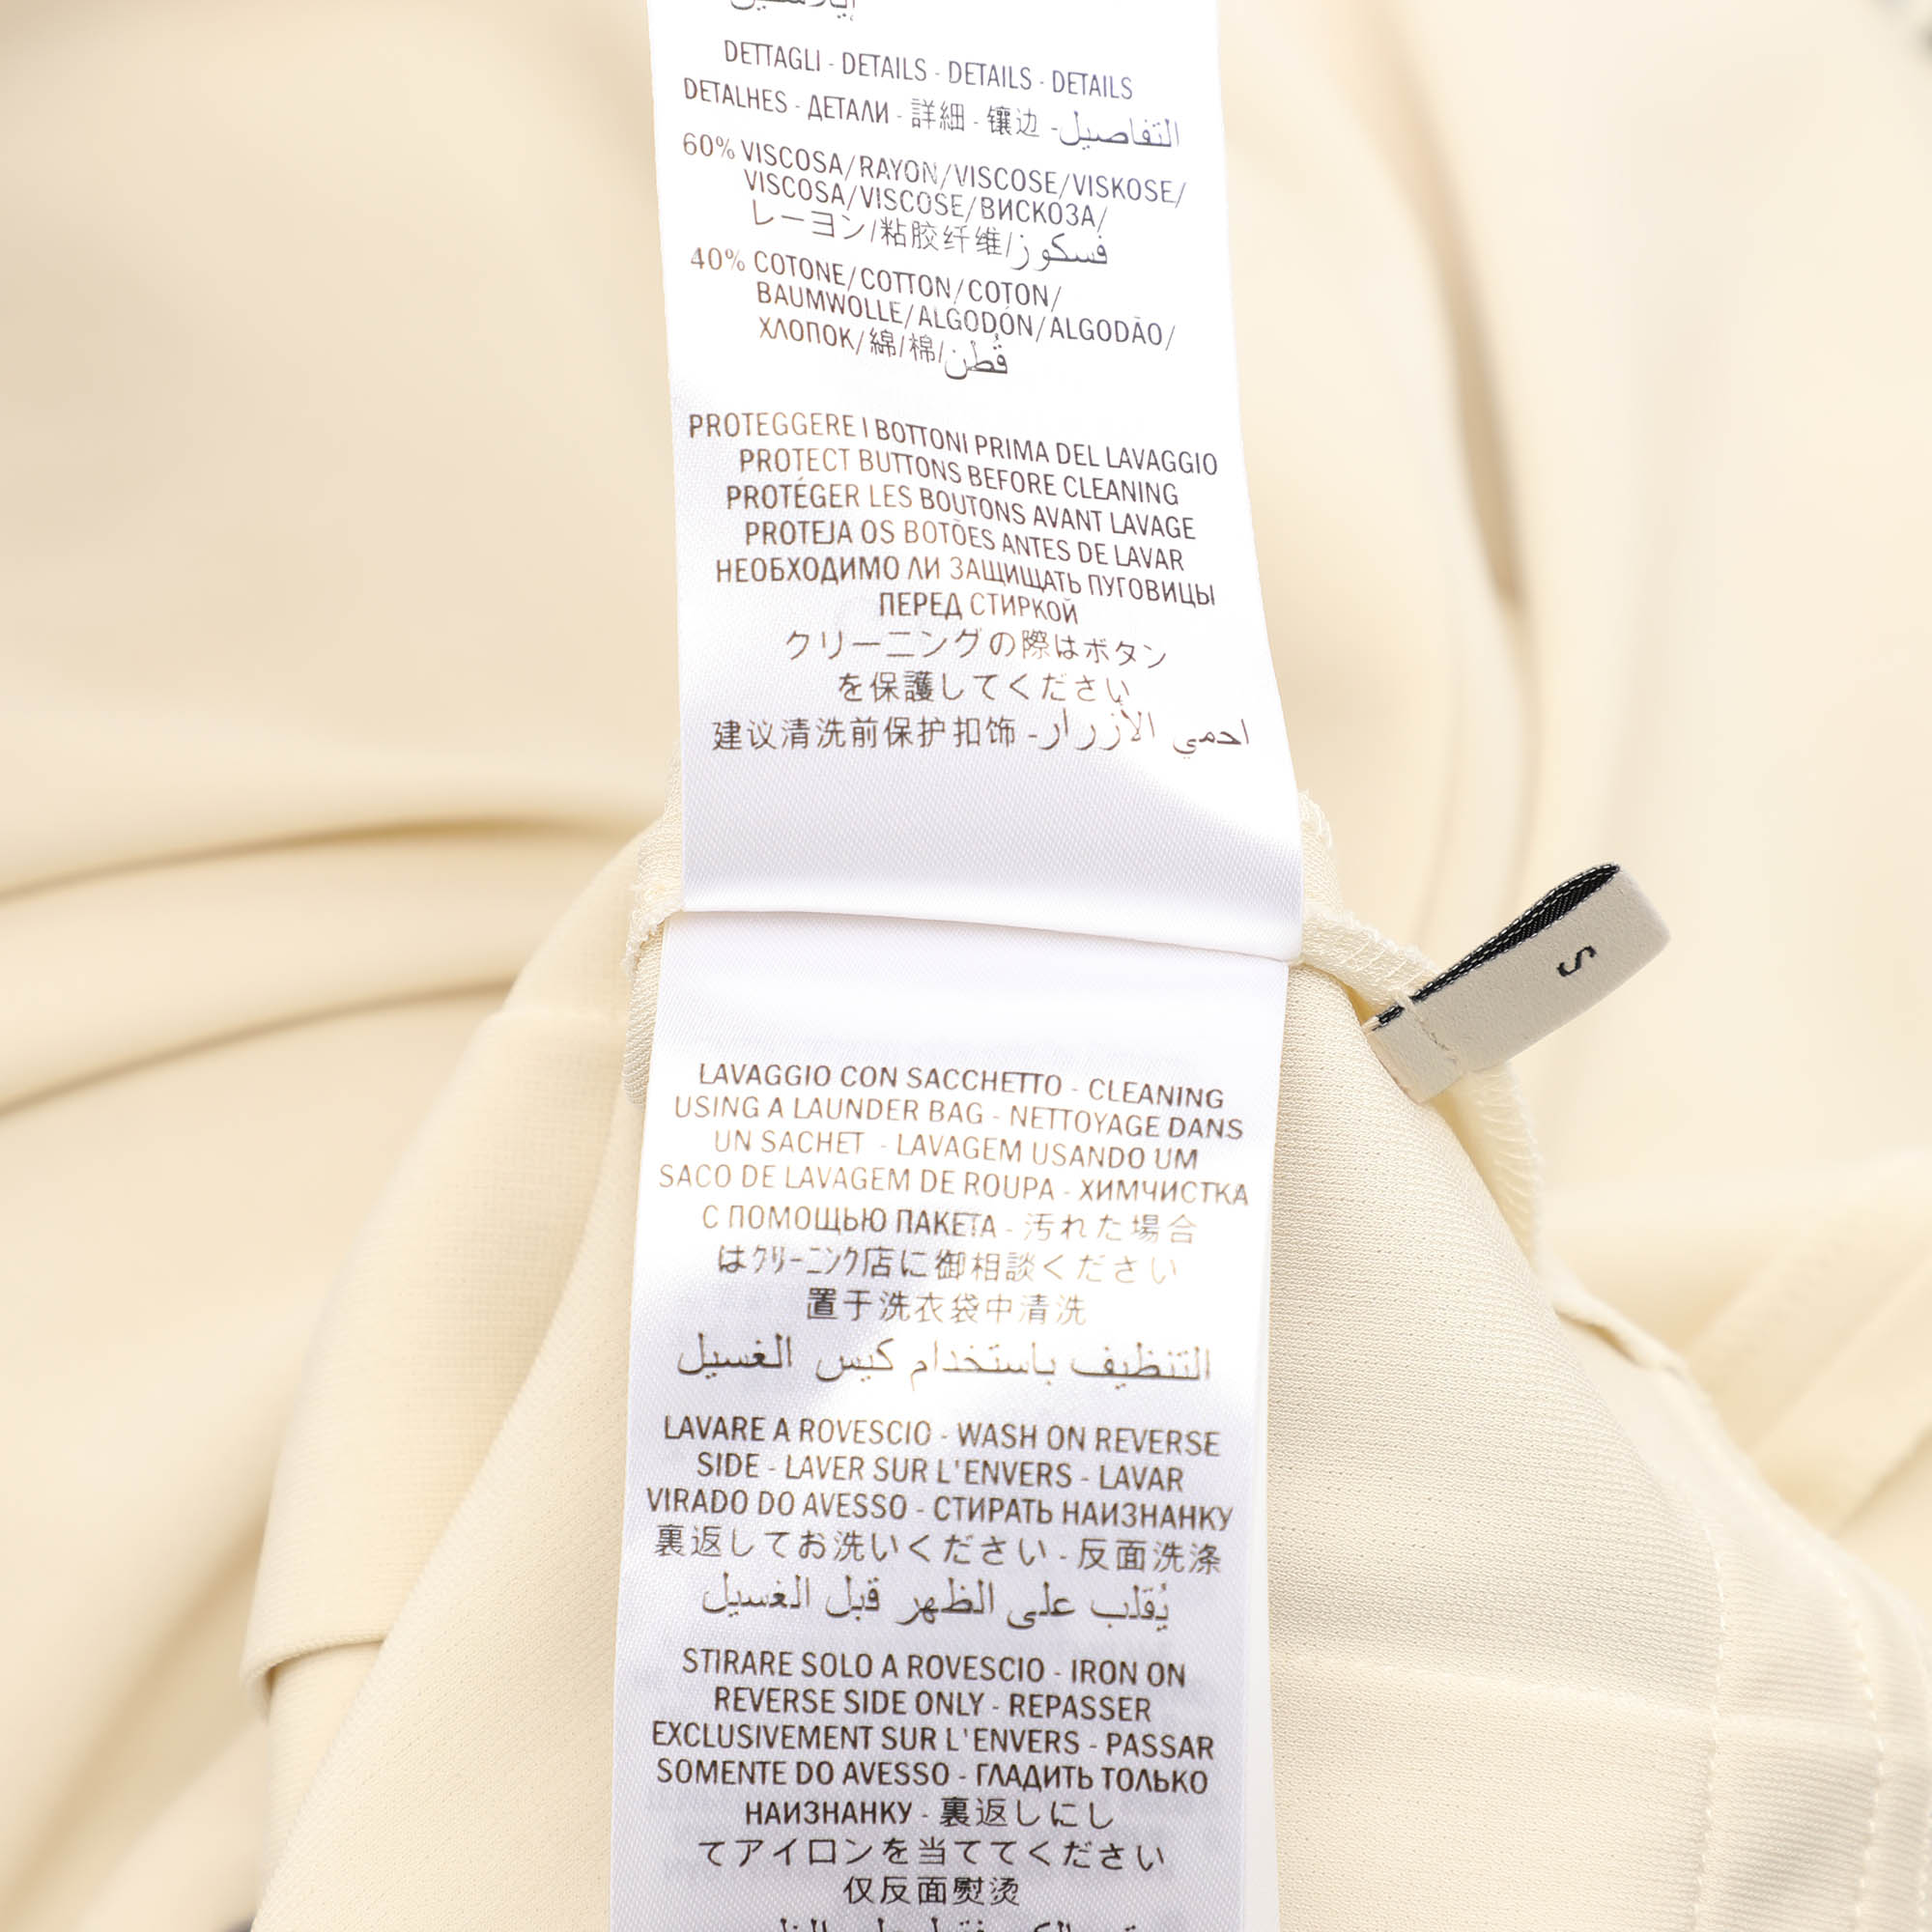 DETTAGLI - DETAILS - DETAILS - DETAILS
DETALHES - ДЕТАЛИ - 詳細 - 镶边 - التفاصيل
60% VISCOSA/RAYON/VISCOSE/VISKOSE/
VISCOSA/VISCOSE/ВИСКОЗА/
レーヨン/粘胶纤维/فسكوز
40% COTONE/COTTON/COTON/
BAUMWOLLE/ALGODÓN/ALGODÃO/
ХЛОПОК/綿/棉/قُطن
PROTEGGERE I BOTTONI PRIMA DEL LAVAGGIO
PROTECT BUTTONS BEFORE CLEANING
PROTÉGER LES BOUTONS AVANT LAVAGE
PROTEJA OS BOTÕES ANTES DE LAVAR
НЕОБХОДИМО ЛИ ЗАЩИЩАТЬ ПУГОВИЦЫ
ПЕРЕД СТИРКОЙ
クリーニングの際はボタン
を保護してください
建议清洗前保护扣饰 - احمي الأزرار
S
LAVAGGIO CON SACCHETTO - CLEANING
USING A LAUNDER BAG - NETTOYAGE DANS
UN SACHET - LAVAGEM USANDO UM
SACO DE LAVAGEM DE ROUPA - ХИМЧИСТКА
С ПОМОЩЬЮ ПАКЕТА - 汚れた場合
はクリーニング店に御相談ください
置于洗衣袋中清洗
التنظيف باستخدام كيس الغسيل
LAVARE A ROVESCIO - WASH ON REVERSE
SIDE - LAVER SUR L'ENVERS - LAVAR
VIRADO DO AVESSO - СТИРАТЬ НАИЗНАНКУ
裏返してお洗いください - 反面洗涤
يُقلب على الظهر قبل الغسيل
STIRARE SOLO A ROVESCIO - IRON ON
REVERSE SIDE ONLY - REPASSER
EXCLUSIVEMENT SUR L'ENVERS - PASSAR
SOMENTE DO AVESSO - ГЛАДИТЬ ТОЛЬКО
НАИЗНАНКУ - 裏返しにし
てアイロンを当ててください
仅反面熨烫